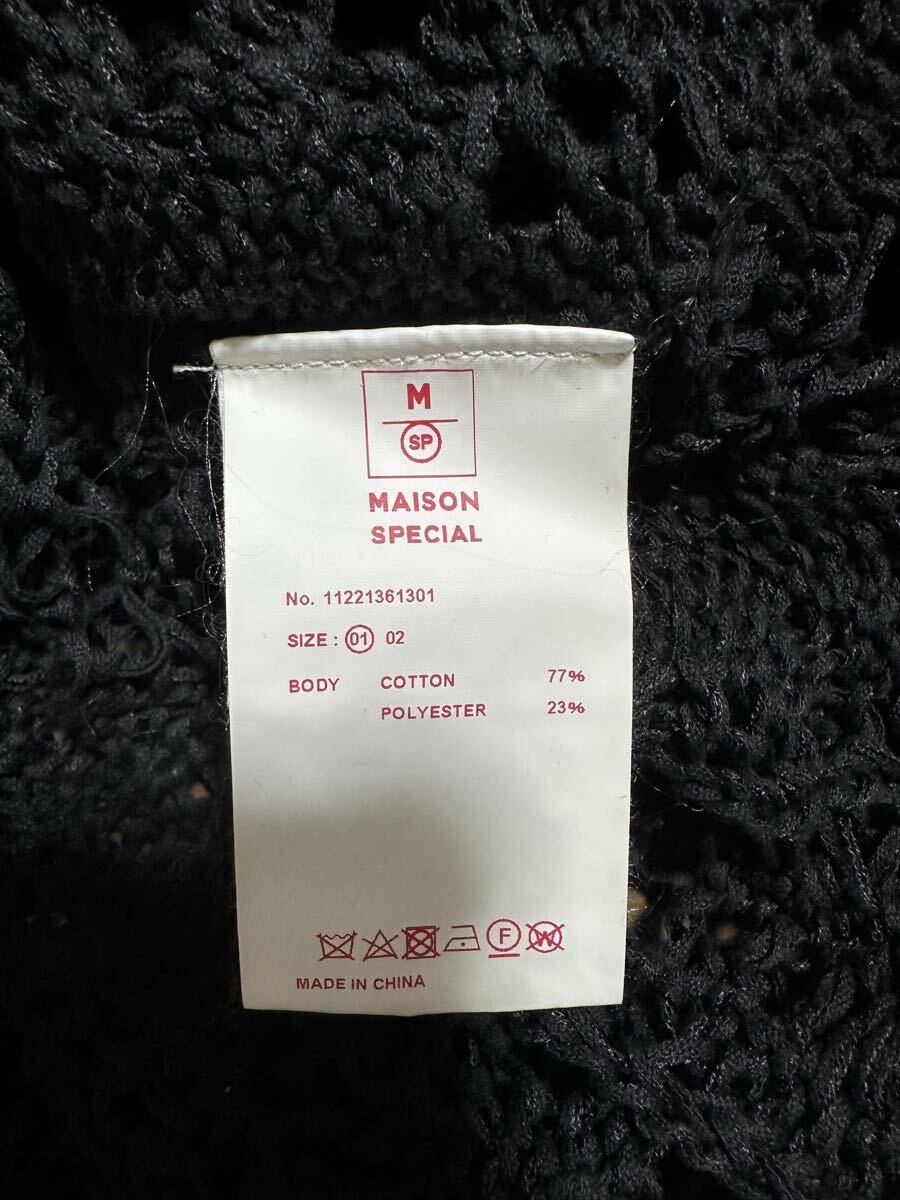 M
SP
MAISON
SPECIAL
No. 11221361301
SIZE : 01 02
BODY COTTON 77%
POLYESTER 23%
F W
MADE IN CHINA